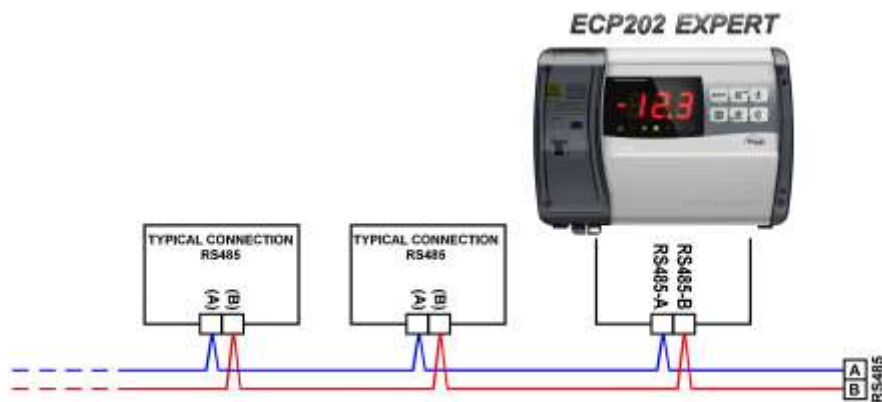 ECP202 EXPERT
-12.3
TYPICAL CONNECTION
RS485
(A)
(B)
TYPICAL CONNECTION
RS485
(A)
(B)
RS485-A
RS485-B
A
B
RS485